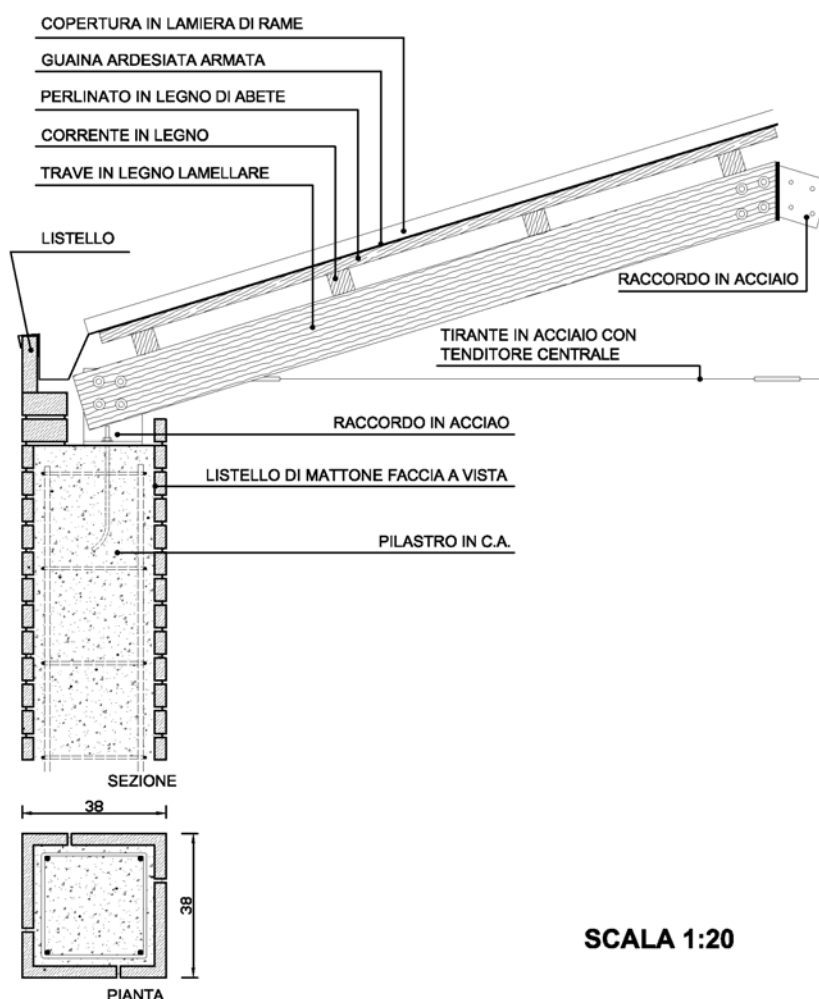 COPERTURA IN LAMIERA DI RAME
GUAINA ARDESIATA ARMATA
PERLINATO IN LEGNO DI ABETE
CORRENTE IN LEGNO
TRAVE IN LEGNO LAMELLARE
LISTELLO
RACCORDO IN ACCIAIO
TIRANTE IN ACCIAIO CON
TENDITORE CENTRALE
RACCORDO IN ACCIAO
LISTELLO DI MATTONE FACCIA A VISTA
PILASTRO IN C.A.
SEZIONE
38
38
SCALA 1:20
PIANTA